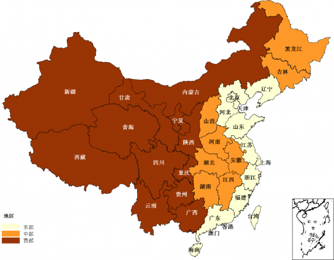 黑龙江
吉林
辽宁
新疆
甘肃
内蒙古
北京
天津
河北
宁夏
山西
山东
青海
陕西
河南
江苏
西藏
四川
湖北
安徽
上海
重庆
浙江
湖南
江西
贵州
福建
云南
广西
广东
台湾
香港
澳门
海南
地区
东部
中部
西部